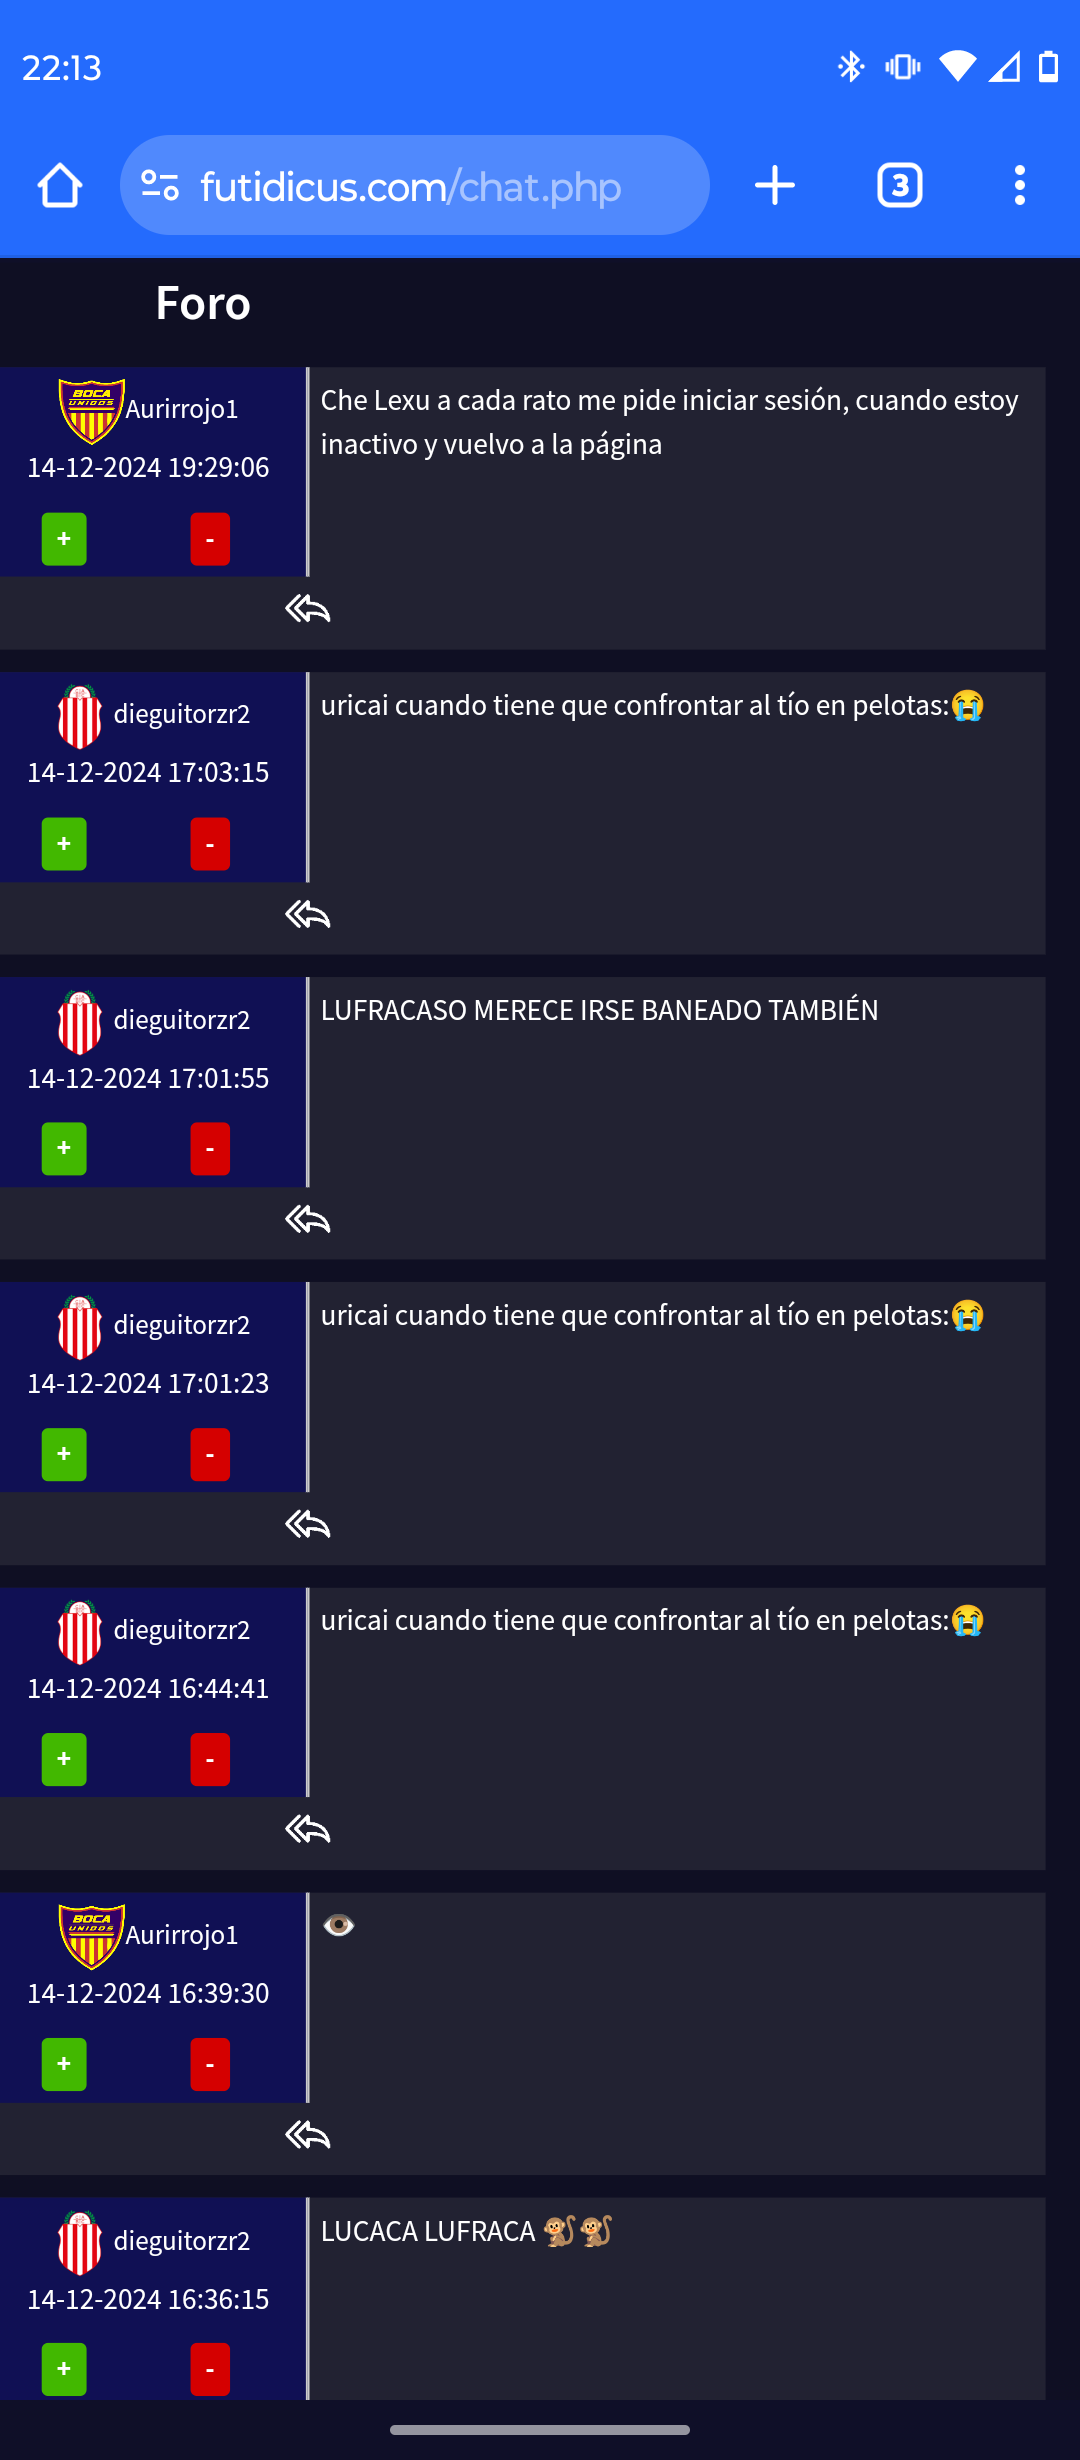 22:13
futidicus.com/chat.php
3
Foro
BOCA
UNIDOS
Aurirrojo1
14-12-2024 19:29:06
+ -
Che Lexu a cada rato me pide iniciar sesión, cuando estoy
inactivo y vuelvo a la página
dieguitorzr2
14-12-2024 17:03:15
+ -
uricai cuando tiene que confrontar al tío en pelotas:😭
dieguitorzr2
14-12-2024 17:01:55
+ -
LUFRACASO MERECE IRSE BANEADO TAMBIÉN
dieguitorzr2
14-12-2024 17:01:23
+ -
uricai cuando tiene que confrontar al tío en pelotas:😭
dieguitorzr2
14-12-2024 16:44:41
+ -
uricai cuando tiene que confrontar al tío en pelotas:😭
BOCA
UNIDOS
Aurirrojo1
14-12-2024 16:39:30
+ -
👁️
dieguitorzr2
14-12-2024 16:36:15
+ -
LUCACA LUFRACA 🐒🐒